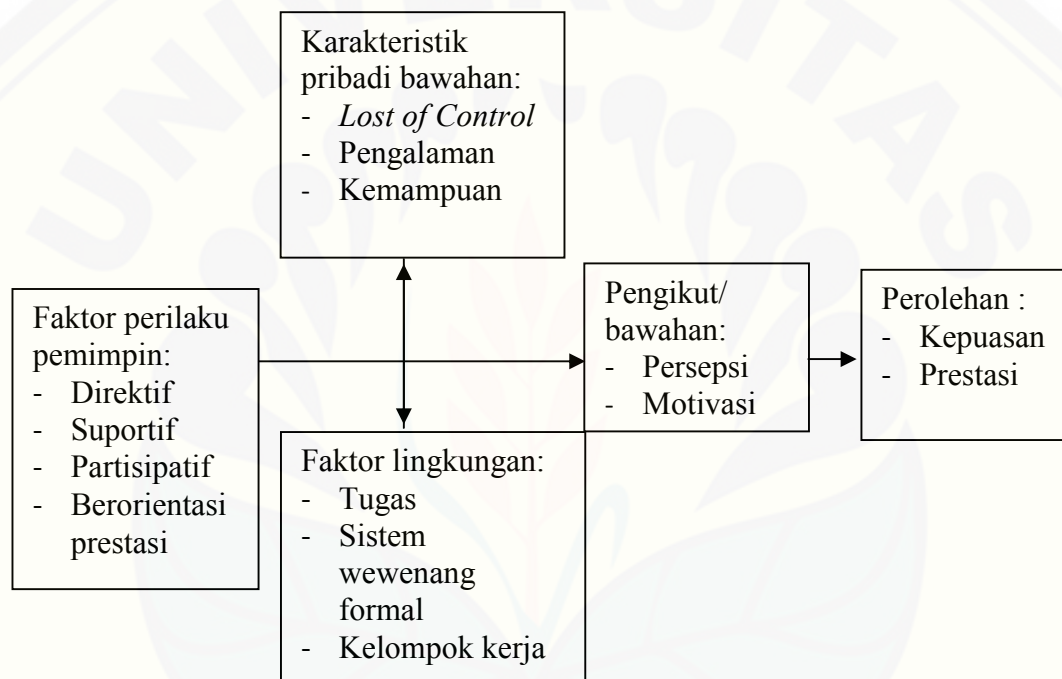 UNIVERSITAS
Karakteristik
pribadi bawahan:
- Lost of Control
- Pengalaman
- Kemampuan
Faktor perilaku
pemimpin:
- Direktif
- Suportif
- Partisipatif
- Berorientasi
prestasi
Pengikut/
bawahan:
- Persepsi
- Motivasi
Perolehan :
- Kepuasan
- Prestasi
Faktor lingkungan:
- Tugas
- Sistem
wewenang
formal
- Kelompok kerja